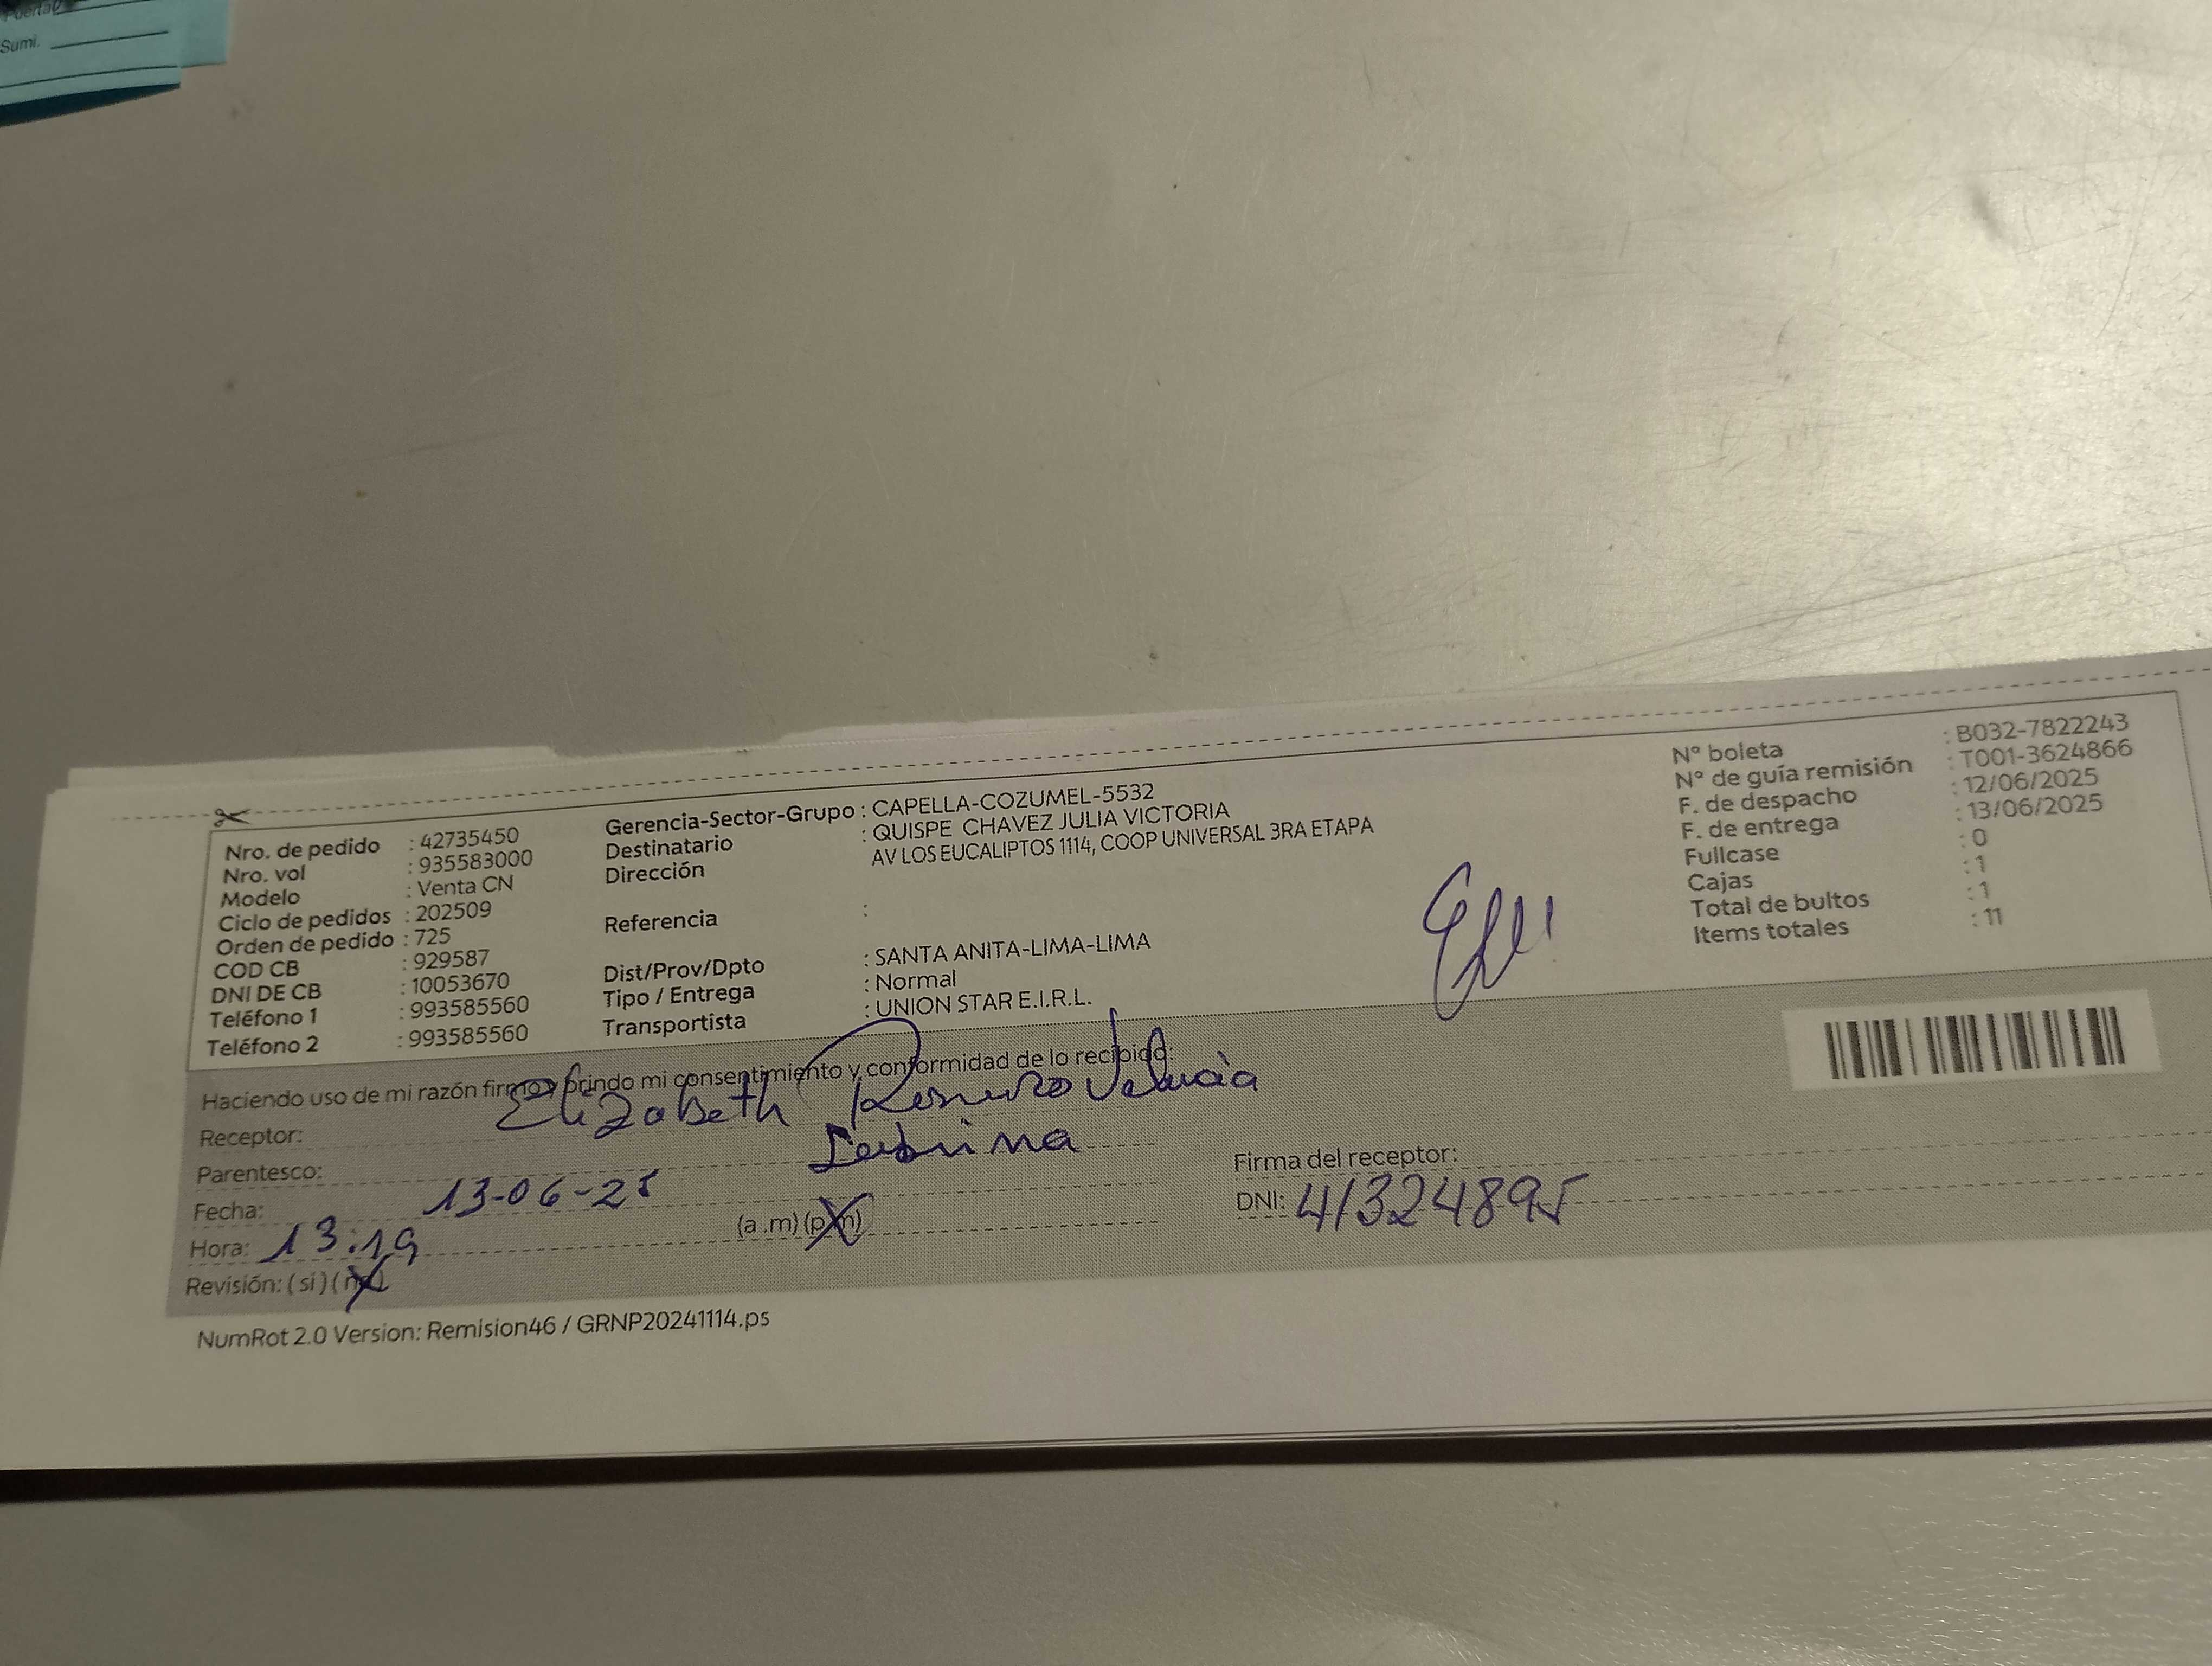 Puerta
Sumi.
Nro. de pedido : 42735450
Nro. vol : 935583000
Modelo : Venta CN
Ciclo de pedidos : 202509
Orden de pedido : 725
COD CB : 929587
DNI DE CB : 10053670
Teléfono 1 : 993585560
Teléfono 2 : 993585560
Gerencia-Sector-Grupo : CAPELLA-COZUMEL-5532
Destinatario : QUISPE CHAVEZ JULIA VICTORIA
Dirección AV LOS EUCALIPTOS 1114, COOP UNIVERSAL 3RA ETAPA
Referencia :
Dist/Prov/Dpto : SANTA ANITA-LIMA-LIMA
Tipo / Entrega : Normal
Transportista : UNION STAR E.I.R.L.
N° boleta : B032-7822243
N° de guía remisión : T001-3624866
F. de despacho : 12/06/2025
F. de entrega : 13/06/2025
Fullcase : 0
Cajas : 1
Total de bultos : 1
Items totales : 11
Haciendo uso de mi razón firmo y brindo mi consentimiento y conformidad de lo recibido:
Receptor: Elizabeth Romero
Parentesco:
Fecha: 13-06-25
Hora: 13:19 (a.m) (p.m)
Revisión: (si) (no)
Firma del receptor:
DNI: 41324895
NumRot 2.0 Version: Remision46 / GRNP20241114.ps